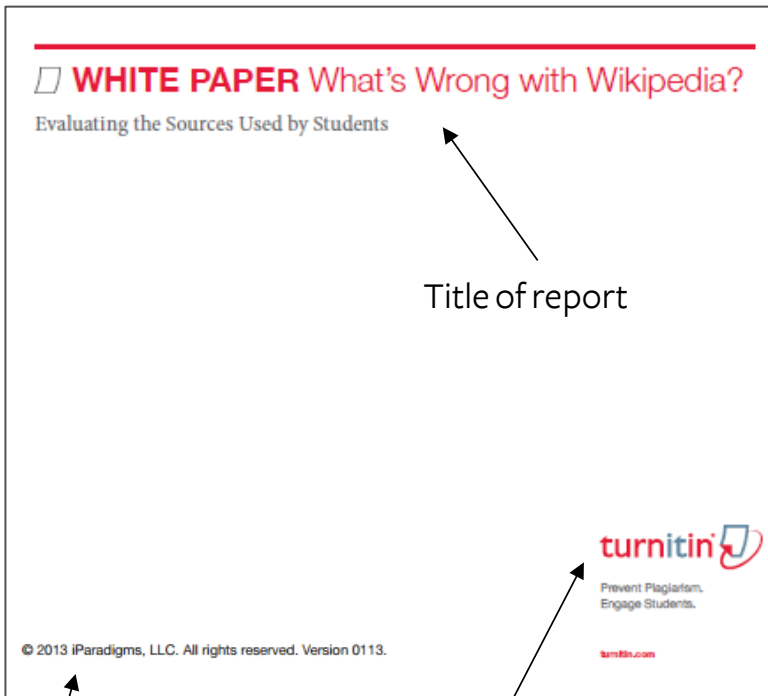 WHITE PAPER What's Wrong with Wikipedia?
Evaluating the Sources Used by Students
Title of report
turnitin
Prevent Plagiarism.
Engage Students.
© 2013 iParadigms, LLC. All rights reserved. Version 0113.
turnitin.com